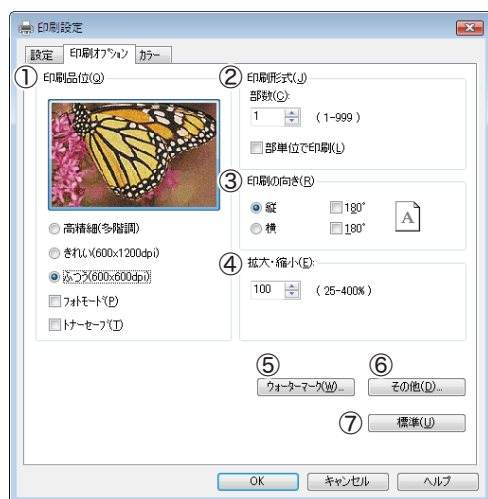 印刷設定
設定 印刷ｵﾌﾟｼｮﾝ ｶﾗｰ
① 印刷品位(Q)
高精細(多階調)
きれい(600x1200dpi)
ふつう(600x600dpi)
ﾌｫﾄﾓｰﾄﾞ(P)
ﾄﾅｰｾｰﾌﾞ(T)
② 印刷形式(J)
部数(C):
1 (1-999)
部単位で印刷(L)
③ 印刷の向き(R)
縦 180°
横 180°
A
④ 拡大・縮小(E):
100 (25-400%)
⑤ ⑥
ｳｫｰﾀｰﾏｰｸ(W)... その他(D)...
⑦ 標準(U)
OK キャンセル ヘルプ